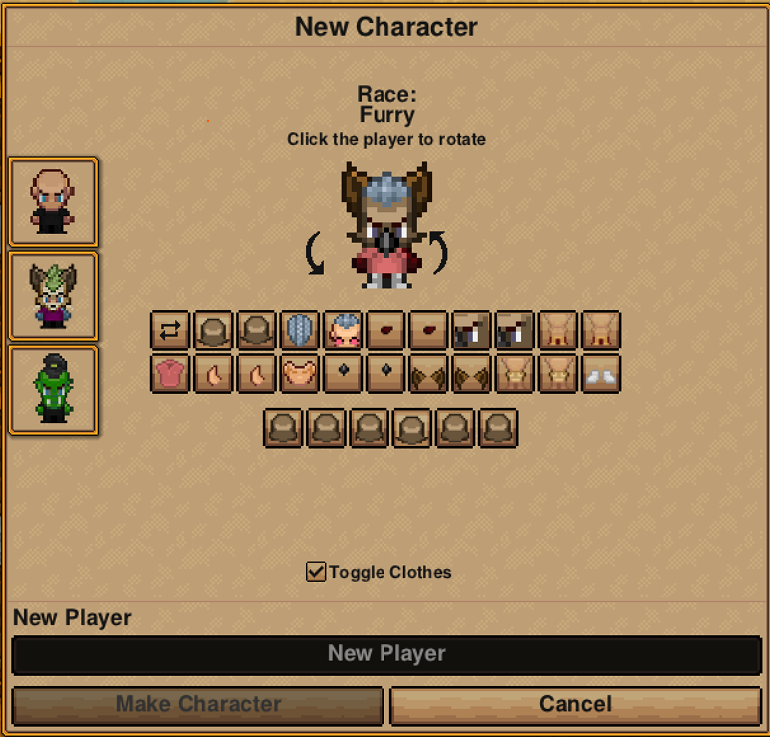 New Character
Race:
Furry
Click the player to rotate
Toggle Clothes
New Player
New Player
Make Character
Cancel